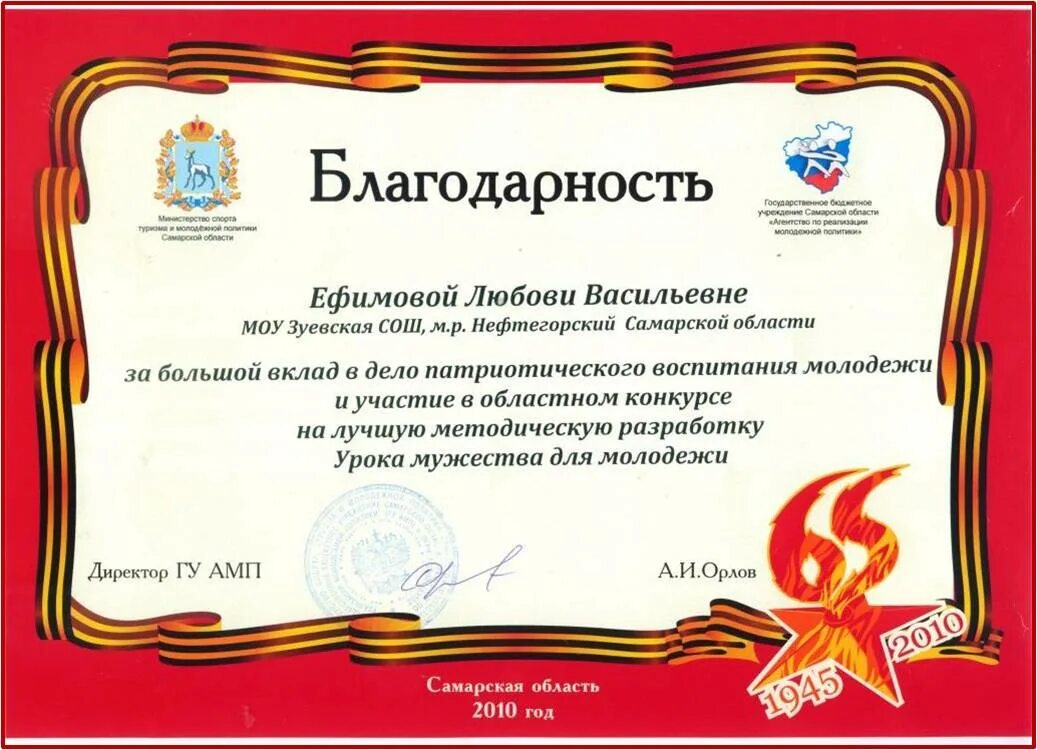 Благодарность
Министерство спорта
туризма и молодёжной политики
Самарской области
Государственное бюджетное
учреждение Самарской области
«Агентство по реализации
молодежной политики»
Ефимовой Любови Васильевне
МОУ Зуевская СОШ, м.р. Нефтегорский Самарской области
за большой вклад в дело патриотического воспитания молодежи
и участие в областном конкурсе
на лучшую методическую разработку
Урока мужества для молодежи
Директор ГУ АМП
А.И.Орлов
1945
2010
Самарская область
2010 год